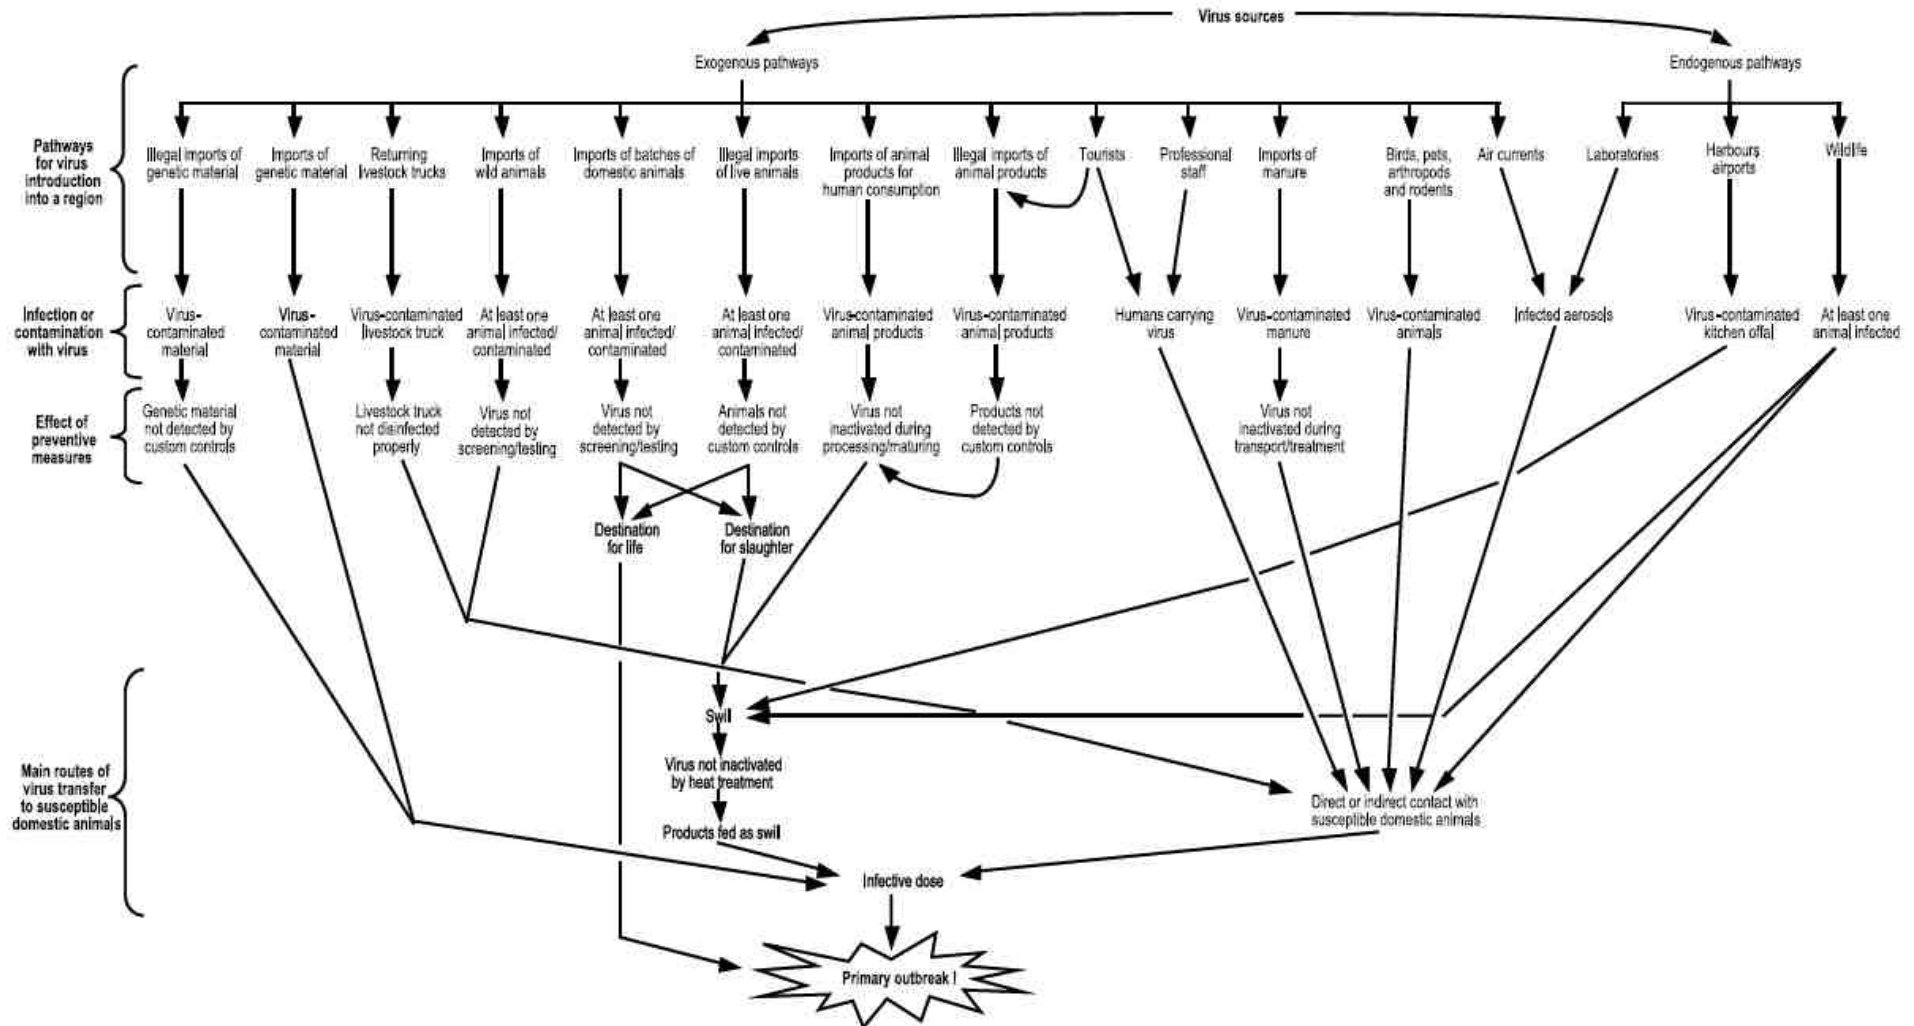 Virus sources
Exogenous pathways
Endogenous pathways
Pathways
for virus
introduction
into a region
Illegal imports of
genetic material
Imports of
genetic material
Returning
livestock trucks
Imports of
wild animals
Imports of batches of
domestic animals
Illegal imports
of live animals
Imports of animal
products for
human consumption
Illegal imports of
animal products
Tourists
Professional
staff
Imports of
manure
Birds, pets,
arthropods
and rodents
Air currents
Laboratories
Harbours
airports
Wildlife
Infection or
contamination
with virus
Virus-
contaminated
material
Virus-
contaminated
material
Virus-contaminated
livestock truck
At least one
animal infected/
contaminated
At least one
animal infected/
contaminated
At least one
animal infected/
contaminated
Virus-contaminated
animal products
Virus-contaminated
animal products
Humans carrying
virus
Virus-contaminated
manure
Virus-contaminated
animals
Infected aerosols
Virus-contaminated
kitchen offal
At least one
animal infected
Effect of
preventive
measures
Genetic material
not detected by
custom controls
Livestock truck
not disinfected
properly
Virus not
detected by
screening/testing
Virus not
detected by
screening/testing
Animals not
detected by
custom controls
Virus not
inactivated during
processing/maturing
Products not
detected by
custom controls
Virus not
inactivated during
transport/treatment
Destination
for life
Destination
for slaughter
Main routes of
virus transfer
to susceptible
domestic animals
Swill
Virus not inactivated
by heat treatment
Products fed as swill
Direct or indirect contact with
susceptible domestic animals
Infective dose
Primary outbreak !